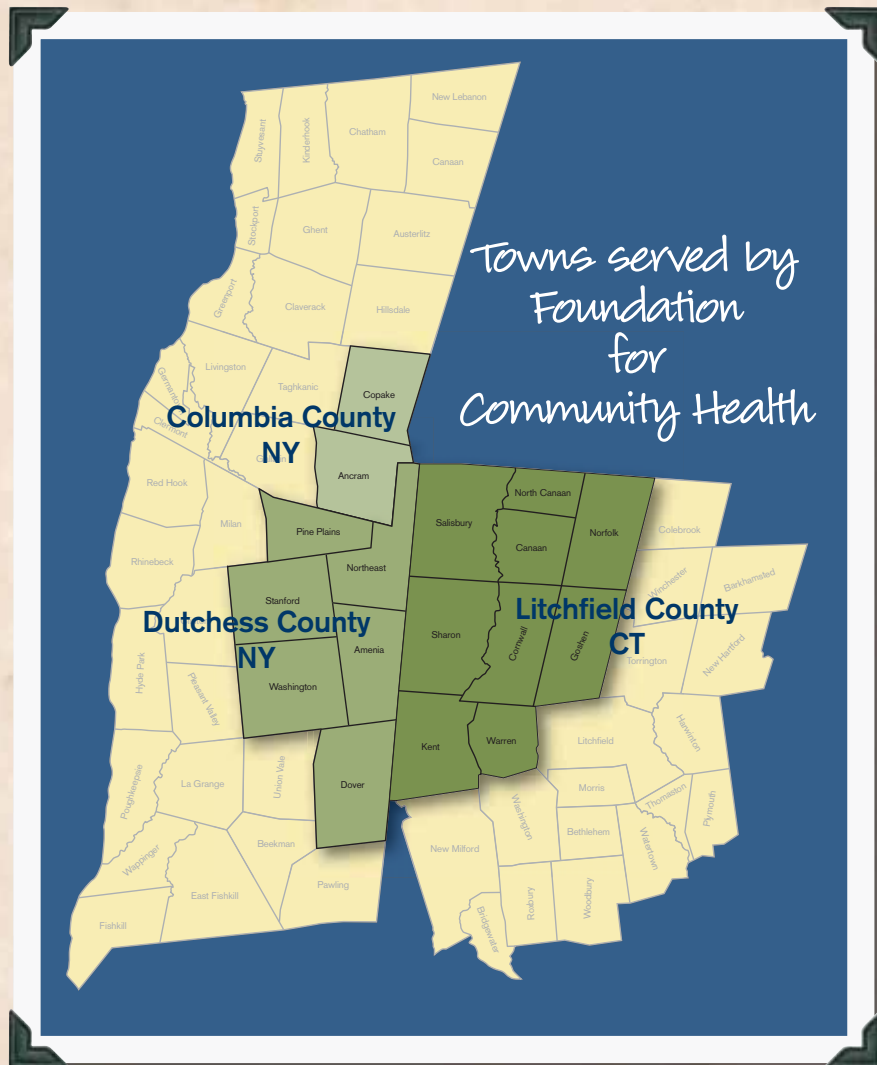 New Lebanon
Stuyvesant
Kinderhook
Chatham
Canaan
Stockport
Ghent
Austerlitz
Towns served by
Foundation
for
Community Health
Greenport
Claverack
Hillsdale
Livingston
Taghkanic
Copake
Clermont
Columbia County
NY
Ancram
Red Hook
Milan
Pine Plains
Salisbury
North Canaan
Canaan
Norfolk
Colebrook
Rhinebeck
Northeast
Winchester
Barkhamsted
Stanford
Dutchess County
NY
Amenia
Sharon
Cornwall
Goshen
Litchfield County
CT
Torrington
New Hartford
Hyde Park
Pleasant Valley
Washington
Kent
Warren
Litchfield
Harwinton
Poughkeepsie
La Grange
Union Vale
Dover
Morris
Thomaston
Plymouth
Washington
Bethlehem
Watertown
Wappinger
Beekman
New Milford
East Fishkill
Pawling
Roxbury
Woodbury
Fishkill
Bridgewater